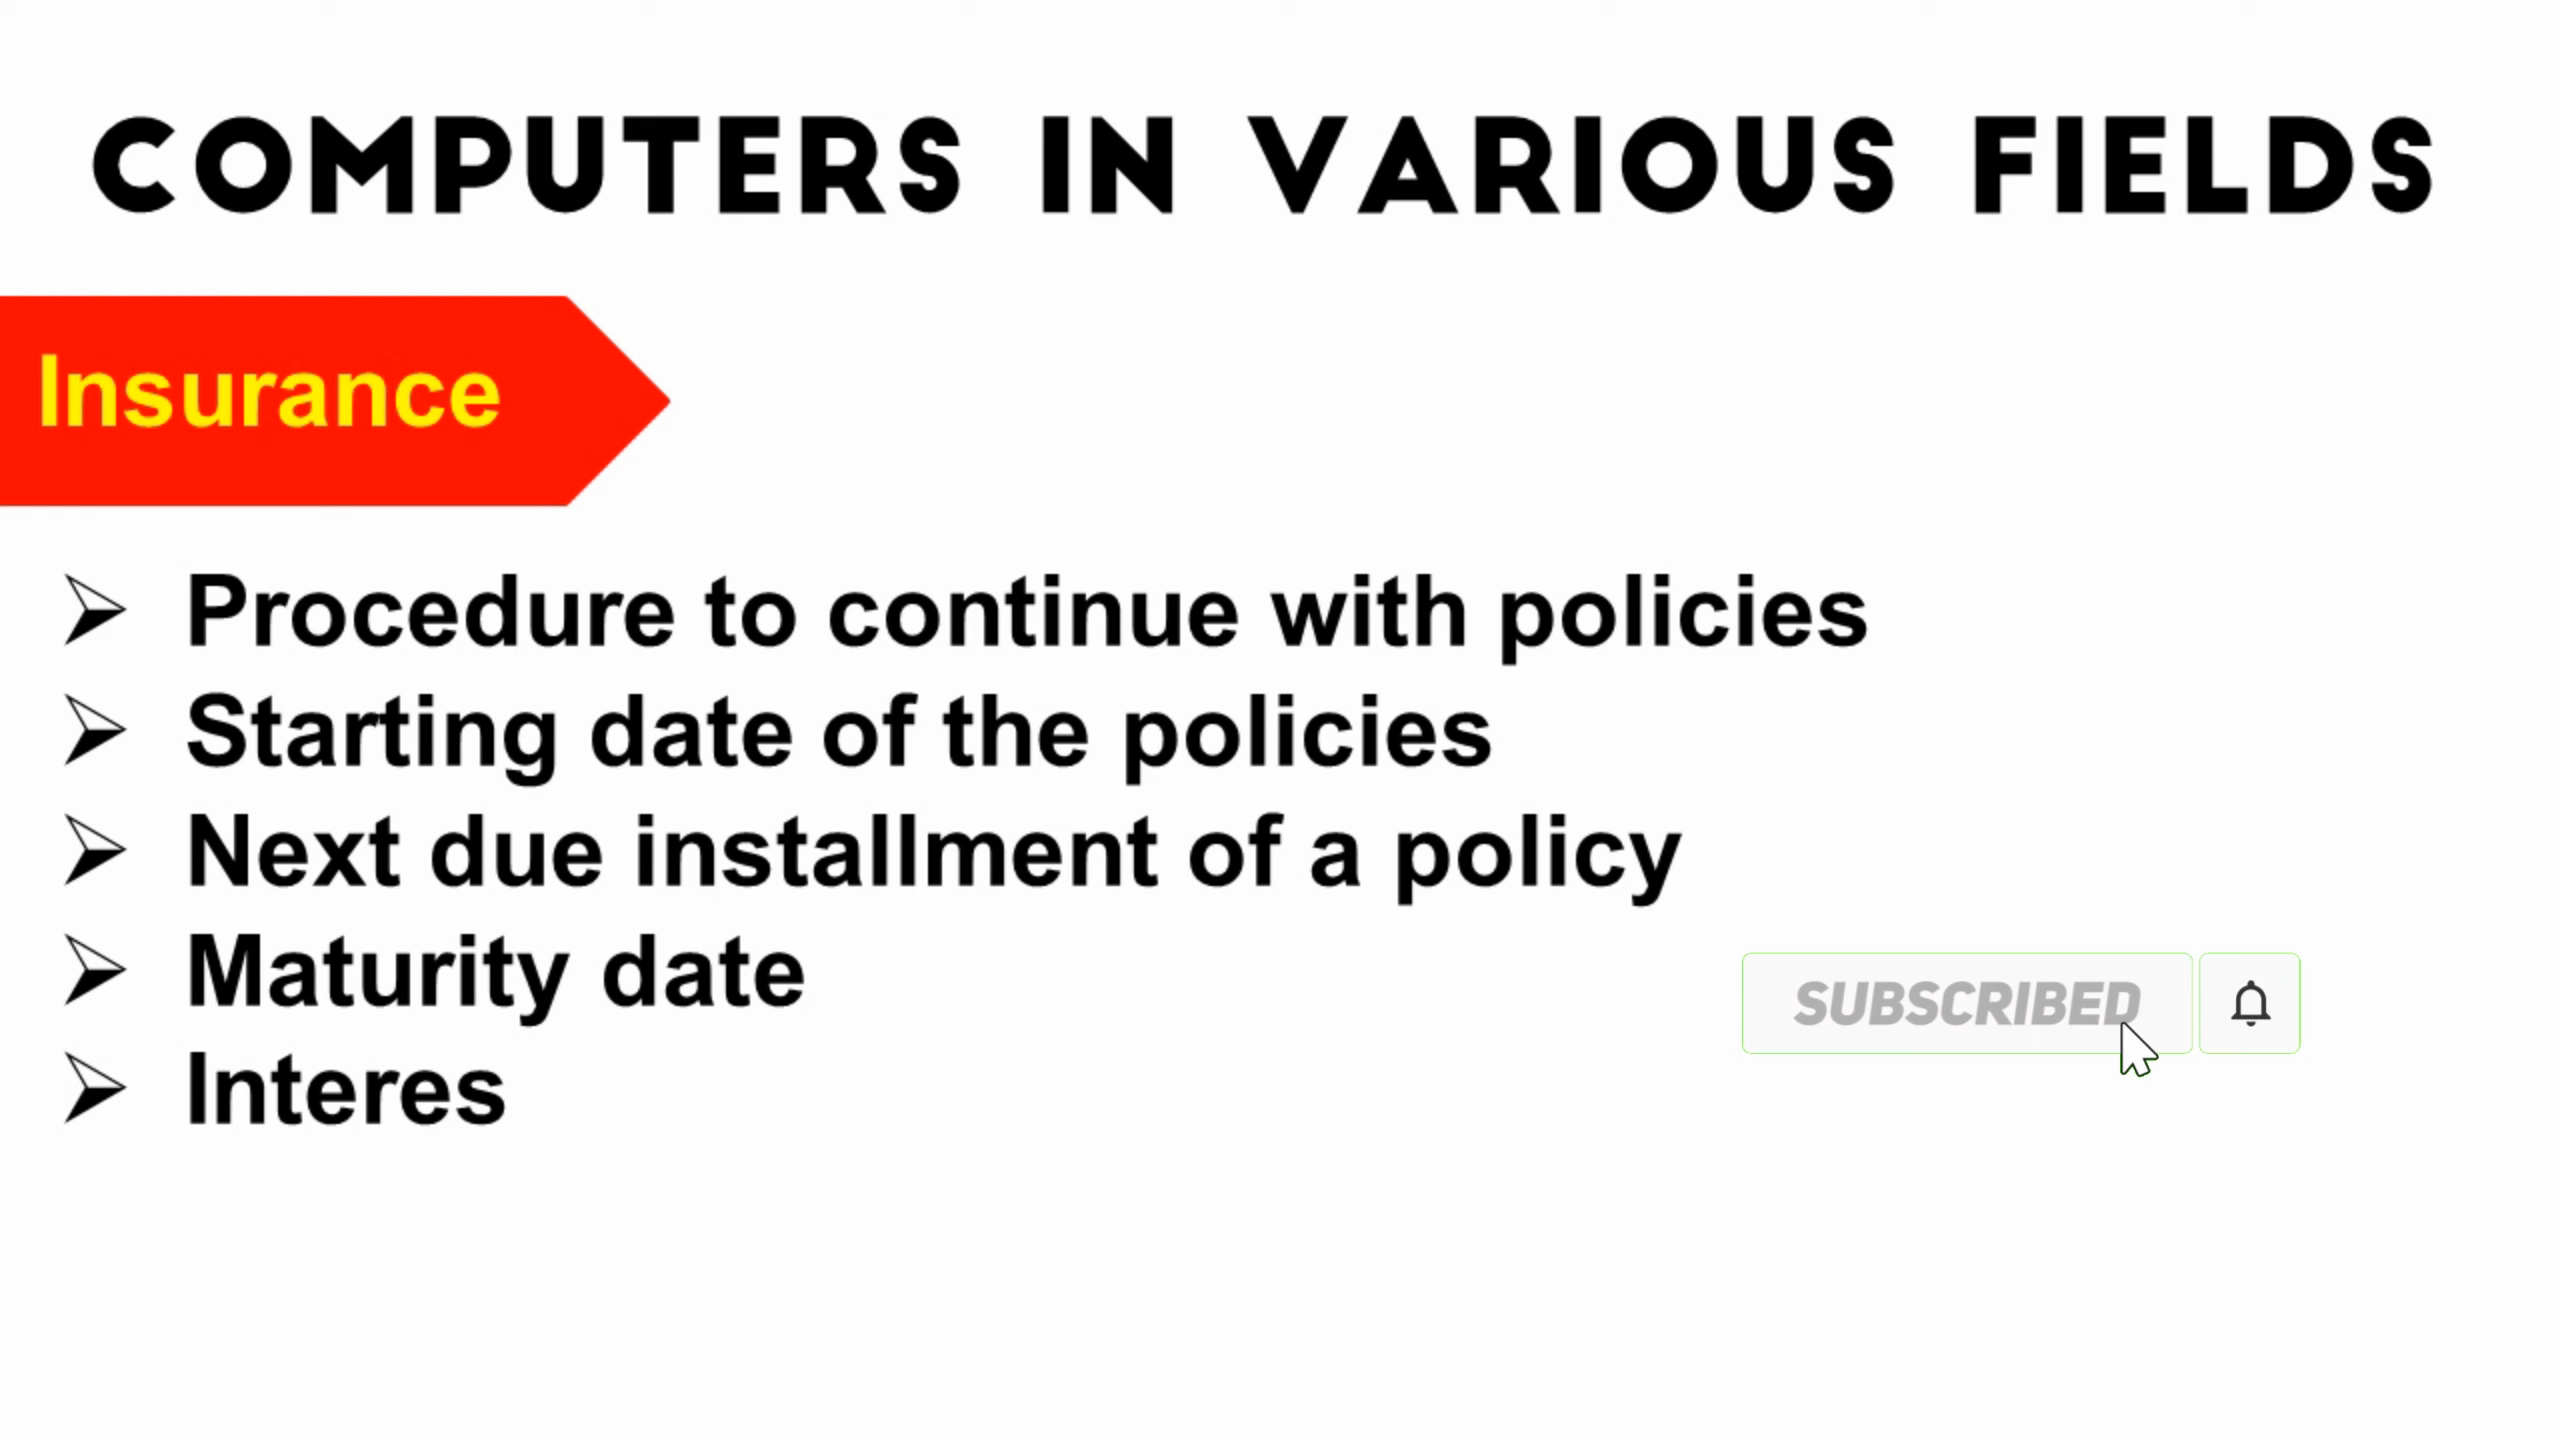 COMPUTERS IN VARIOUS FIELDS
Insurance
Procedure to continue with policies
Starting date of the policies
Next due installment of a policy
Maturity date
SUBSCRIBED
Interes